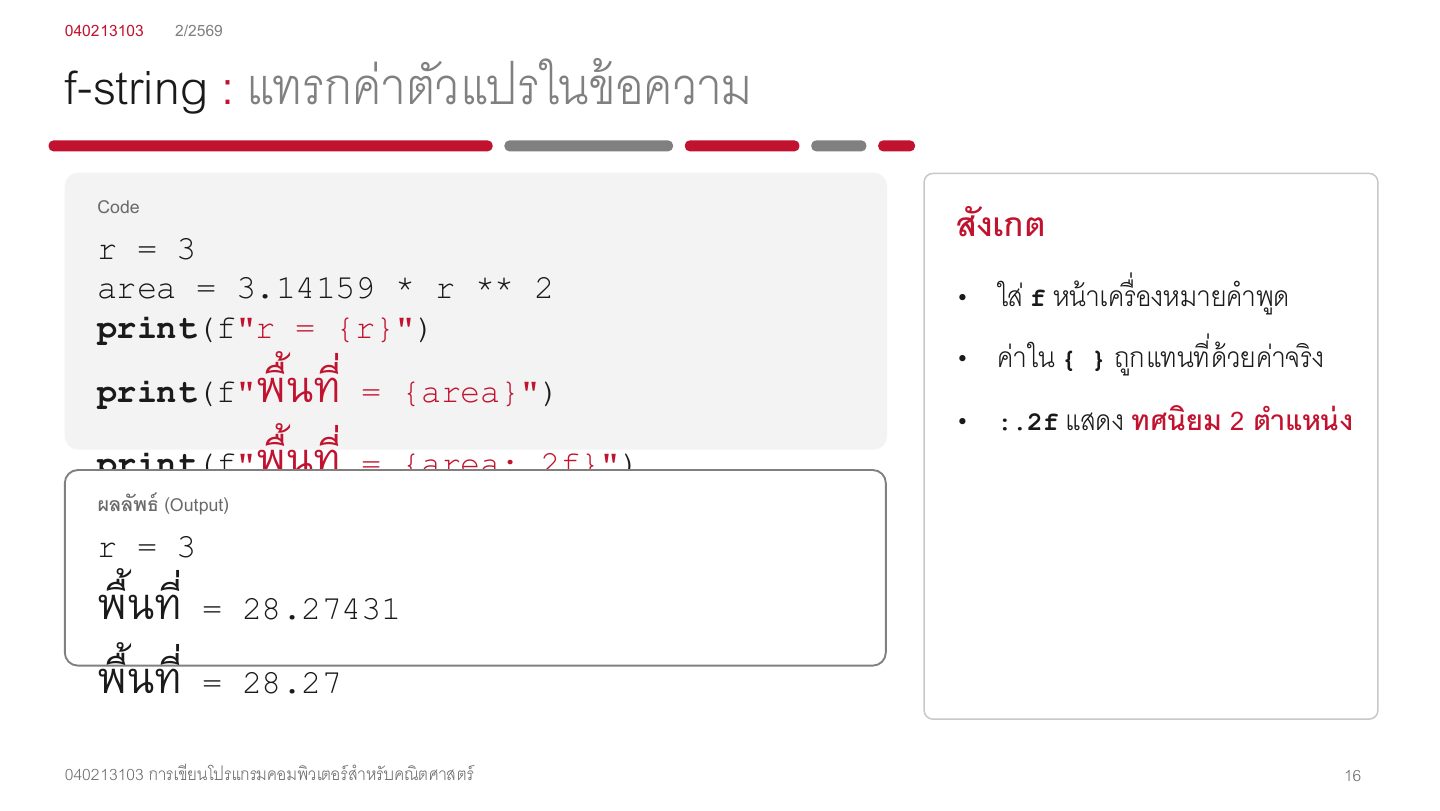 040213103 2/2569
f-string : แทรกค่าตัวแปรในข้อความ
Code
r = 3
area = 3.14159 * r ** 2
print(f"r = {r}")
print(f"พื้นที่ = {area}")
print(f"พื้นที่ = {area:.2f}")
ผลลัพธ์ (Output)
r = 3
พื้นที่ = 28.27431
พื้นที่ = 28.27
สังเกต
• ใส่ f หน้าเครื่องหมายคำพูด
• ค่าใน { } ถูกแทนที่ด้วยค่าจริง
• :.2f แสดง ทศนิยม 2 ตำแหน่ง
040213103 การเขียนโปรแกรมคอมพิวเตอร์สำหรับคณิตศาสตร์
16